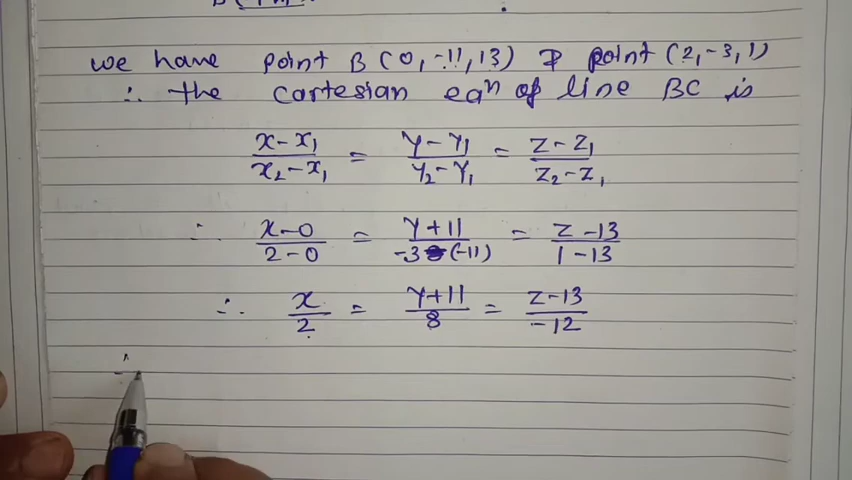 we have point B (0, -11, 13) & point (2, -3, 1)
∴ the cartesian eqn of line BC is
x - x₁ / x₂ - x₁ = y - y₁ / y₂ - y₁ = z - z₁ / z₂ - z₁
∴ x - 0 / 2 - 0 = y + 11 / -3 - (-11) = z - 13 / 1 - 13
∴ x / 2 = y + 11 / 8 = z - 13 / -12